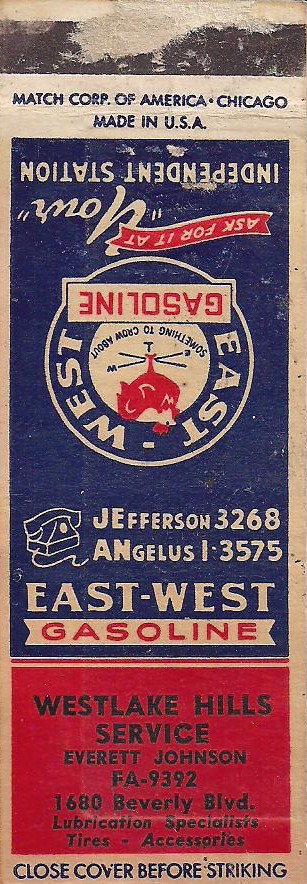 MATCH CORP. OF AMERICA • CHICAGO
MADE IN U.S.A.
ASK FOR IT AT
"Your"
INDEPENDENT STATION
EAST - WEST
GASOLINE
SOMETHING TO CROW ABOUT
W E
JEFFERSON 3268
ANGELUS 1-3575
EAST-WEST
GASOLINE
WESTLAKE HILLS
SERVICE
EVERETT JOHNSON
FA-9392
1680 Beverly Blvd.
Lubrication Specialists
Tires - Accessories
CLOSE COVER BEFORE STRIKING